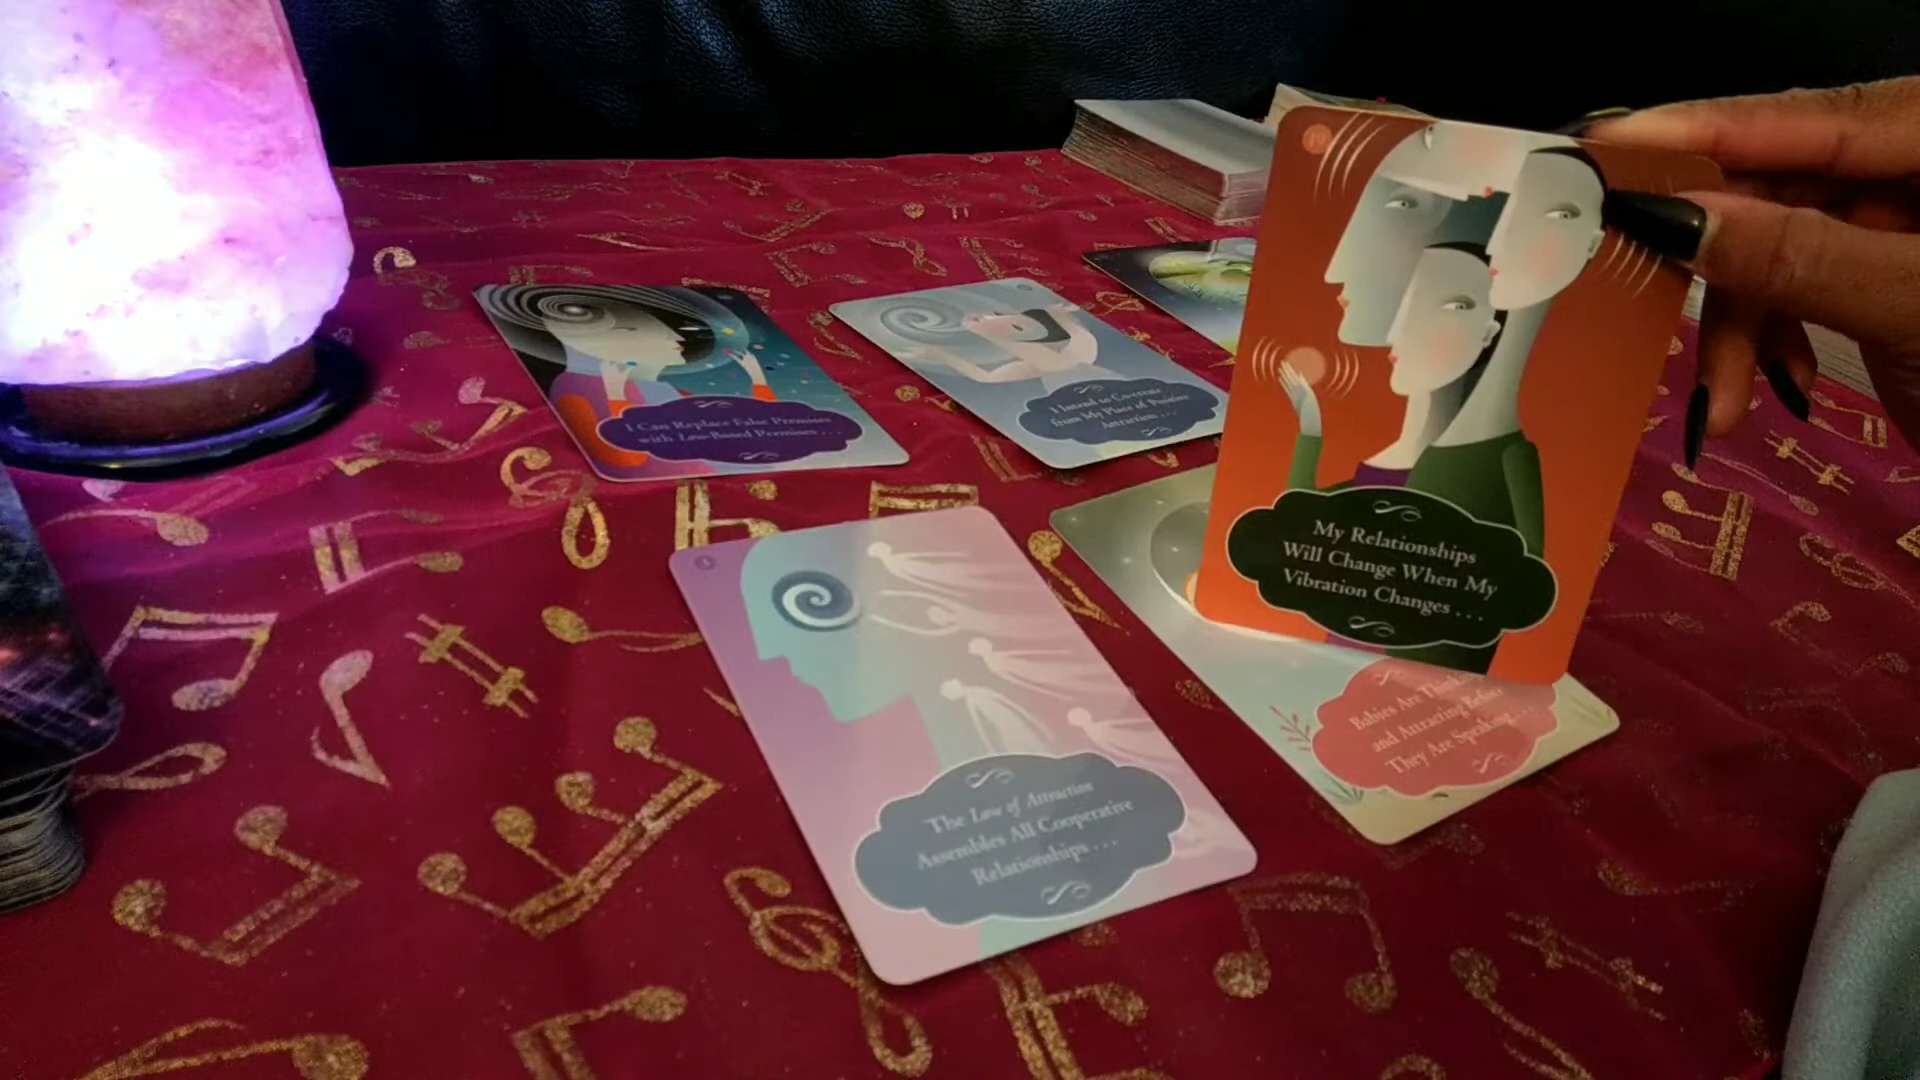 I Can Replace False Premises
with Law-Based Premises . . .
I Intend to Co-create
from My Place of Positive
Attraction . . .
My Relationships
Will Change When My
Vibration Changes . . .
Babies Are
and Attracting Before
They Are Speaking . . .
The Law of Attraction
Assembles All Cooperative
Relationships . . .